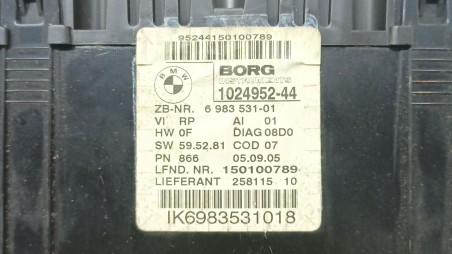 95244150100789
BMW BORG
INSTRUMENTS
1024952-44
ZB-NR. 6 983 531-01
VI RP AI 01
HW 0F DIAG 08D0
SW 59.52.81 COD 07
PN 866 05.09.05
LFND. NR. 150100789
LIEFERANT 258115 10
IK6983531018